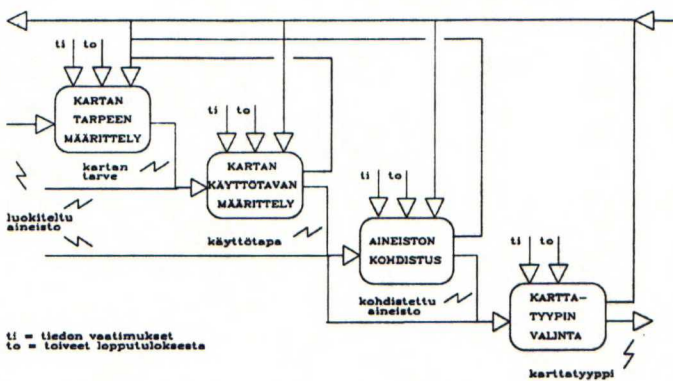 ti to
KARTAN
TARPEEN
MÄÄRITTELY
kartan
tarve
ti to
KARTAN
KÄYTTÖTAVAN
MÄÄRITTELY
luokiteltu
aineisto
käyttötapa
ti to
AINEISTON
KOHDISTUS
kohdistettu
aineisto
ti to
KARTTA-
TYYPIN
VALINTA
karttatyyppi
ti = tiedon vaatimukset
to = toiveet lopputuloksesta